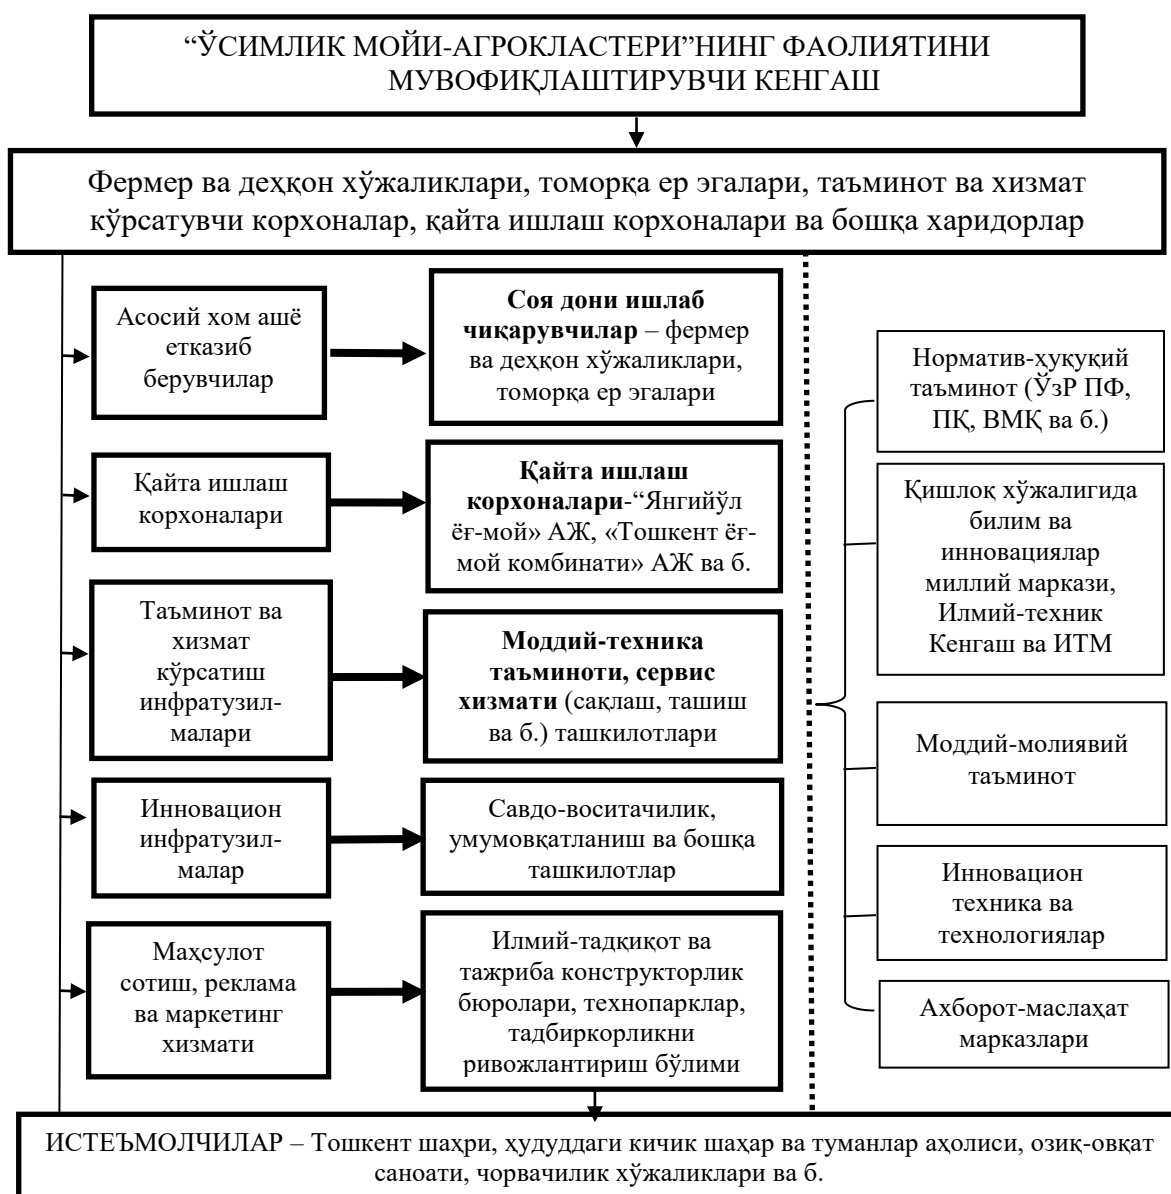 “ЎСИМЛИК МОЙИ-АГРОКЛАСТЕРИ”НИНГ ФАОЛИЯТИНИ
МУВОФИҚЛАШТИРУВЧИ КЕНГАШ
Фермер ва деҳқон хўжаликлари, томорқа ер эгалари, таъминот ва хизмат
кўрсатувчи корхоналар, қайта ишлаш корхоналари ва бошқа харидорлар
Асосий хом ашё
етказиб
берувчилар
Соя дони ишлаб
чиқарувчилар – фермер
ва деҳқон хўжаликлари,
томорқа ер эгалари
Қайта ишлаш
корхоналари
Қайта ишлаш
корхоналари-“Янгийўл
ёғ-мой» АЖ, «Тошкент ёғ-
мой комбинати» АЖ ва б.
Таъминот ва
хизмат
кўрсатиш
инфратузил-
малари
Моддий-техника
таъминоти, сервис
хизмати (сақлаш, ташиш
ва б.) ташкилотлари
Инновацион
инфратузил-
малар
Савдо-воситачилик,
умумовқатланиш ва бошқа
ташкилотлар
Маҳсулот
сотиш, реклама
ва маркетинг
хизмати
Илмий-тадқиқот ва
тажриба конструкторлик
бюролари, технопарклар,
тадбиркорликни
ривожлантириш бўлими
Норматив-ҳуқуқий
таъминот (ЎзР ПФ,
ПҚ, ВМҚ ва б.)
Қишлоқ хўжалигида
билим ва
инновациялар
миллий маркази,
Илмий-техник
Кенгаш ва ИТМ
Моддий-молиявий
таъминот
Инновацион
техника ва
технологиялар
Ахборот-маслаҳат
марказлари
ИСТЕЪМОЛЧИЛАР – Тошкент шаҳри, ҳудуддаги кичик шаҳар ва туманлар аҳолиси, озиқ-овқат
саноати, чорвачилик хўжаликлари ва б.